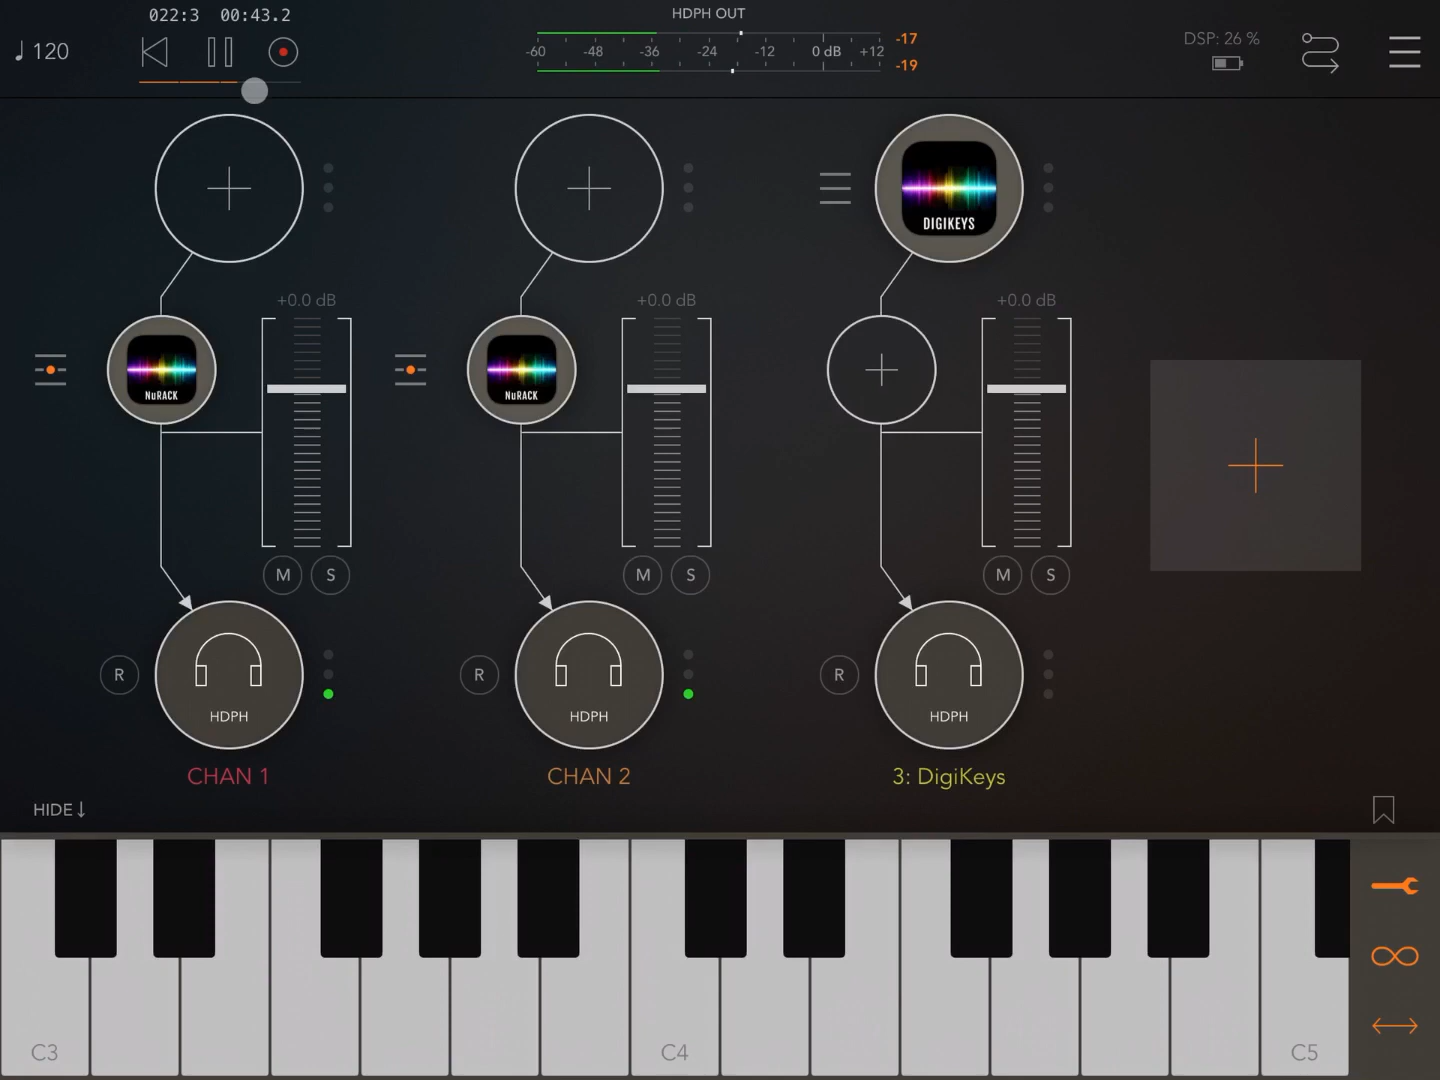 022:3 00:43.2
♩ 120
HDPH OUT
-60 -48 -36 -24 -12 0 dB +12
-17
-19
DSP: 26 %
DIGIKEYS
+0.0 dB
+0.0 dB
+0.0 dB
NuRACK
NuRACK
M S
M S
M S
R
HDPH
R
HDPH
R
HDPH
CHAN 1
CHAN 2
3: DigiKeys
HIDE↓
C3
C4
C5